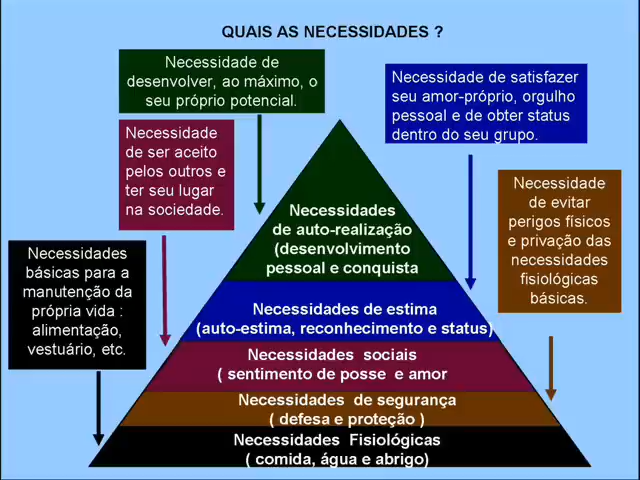 QUAIS AS NECESSIDADES ?
Necessidade de
desenvolver, ao máximo, o
seu próprio potencial.
Necessidade de satisfazer
seu amor-próprio, orgulho
pessoal e de obter status
dentro do seu grupo.
Necessidade
de ser aceito
pelos outros e
ter seu lugar
na sociedade.
Necessidade
de evitar
perigos físicos
e privação das
necessidades
fisiológicas
básicas.
Necessidades
básicas para a
manutenção da
própria vida :
alimentação,
vestuário, etc.
Necessidades
de auto-realização
(desenvolvimento
pessoal e conquista
Necessidades de estima
(auto-estima, reconhecimento e status)
Necessidades sociais
( sentimento de posse e amor
Necessidades de segurança
( defesa e proteção )
Necessidades Fisiológicas
( comida, água e abrigo)